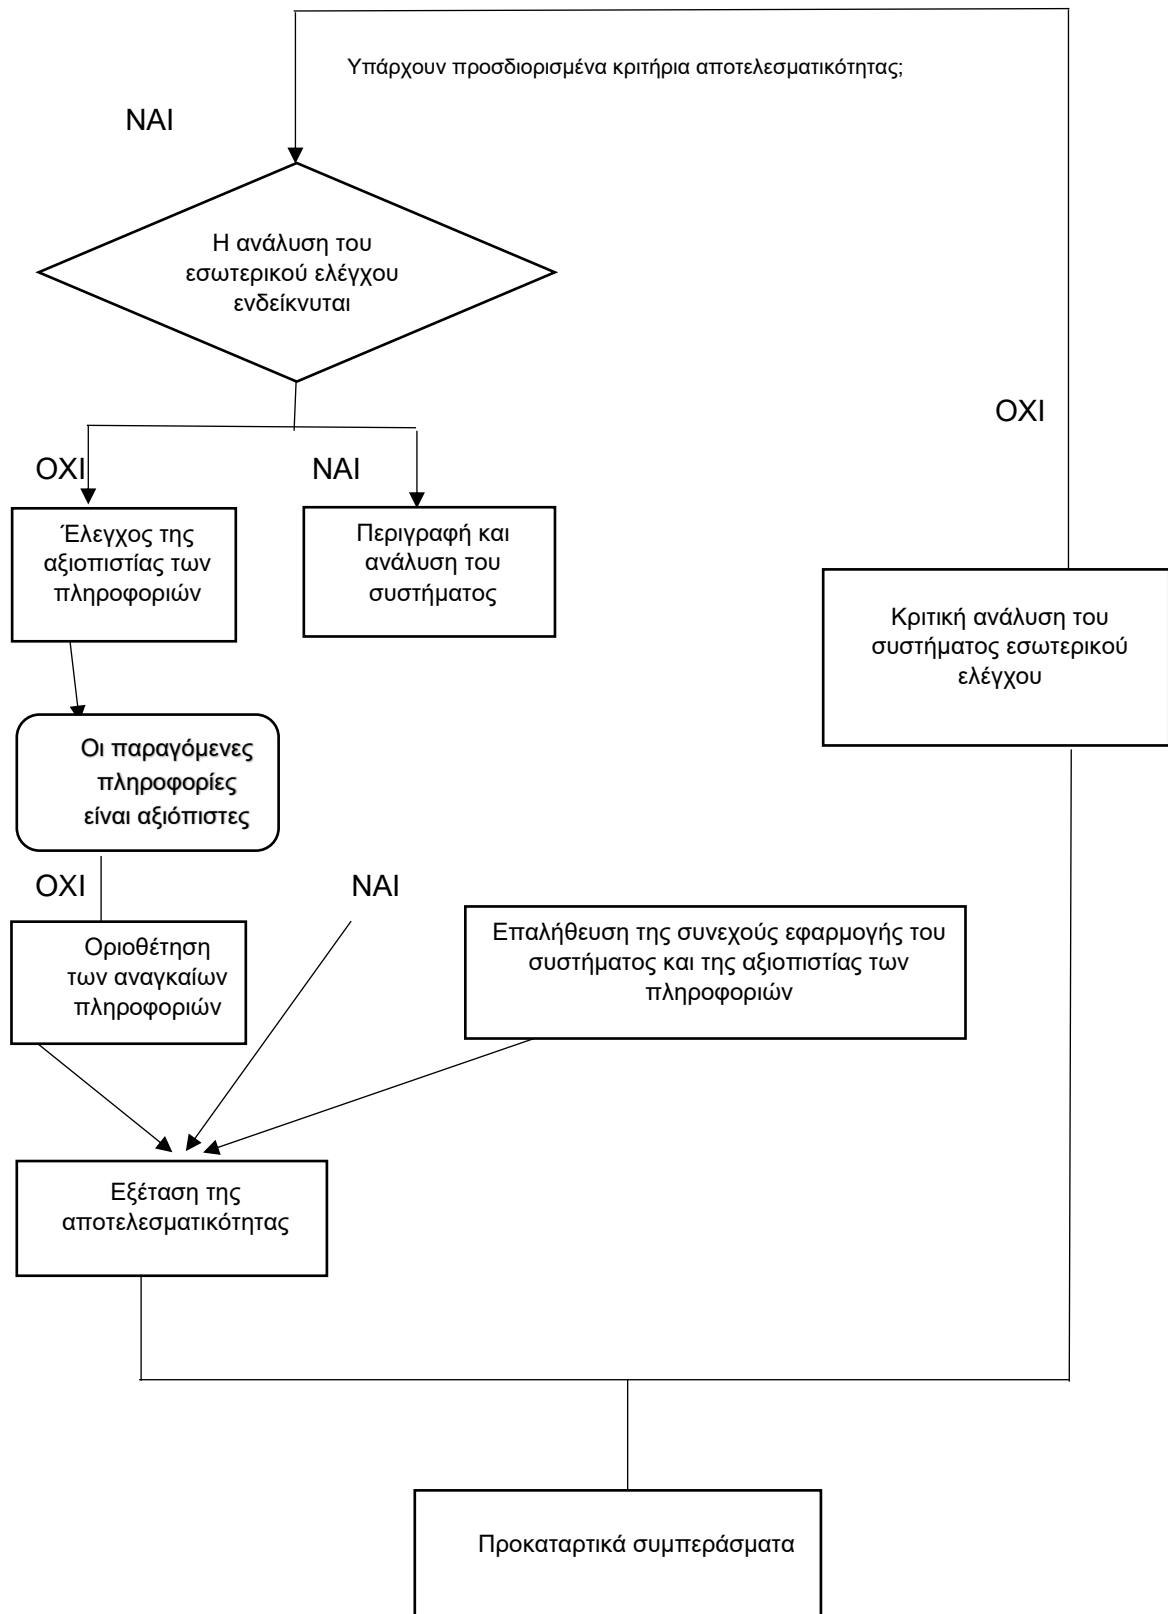 Υπάρχουν προσδιορισμένα κριτήρια αποτελεσματικότητας;
ΝΑΙ
Η ανάλυση του
εσωτερικού ελέγχου
ενδείκνυται
ΟΧΙ
ΟΧΙ
ΝΑΙ
Έλεγχος της
αξιοπιστίας των
πληροφοριών
Περιγραφή και
ανάλυση του
συστήματος
Κριτική ανάλυση του
συστήματος εσωτερικού
ελέγχου
Οι παραγόμενες
πληροφορίες
είναι αξιόπιστες
ΟΧΙ
ΝΑΙ
Οριοθέτηση
των αναγκαίων
πληροφοριών
Επαλήθευση της συνεχούς εφαρμογής του
συστήματος και της αξιοπιστίας των
πληροφοριών
Εξέταση της
αποτελεσματικότητας
Προκαταρτικά συμπεράσματα